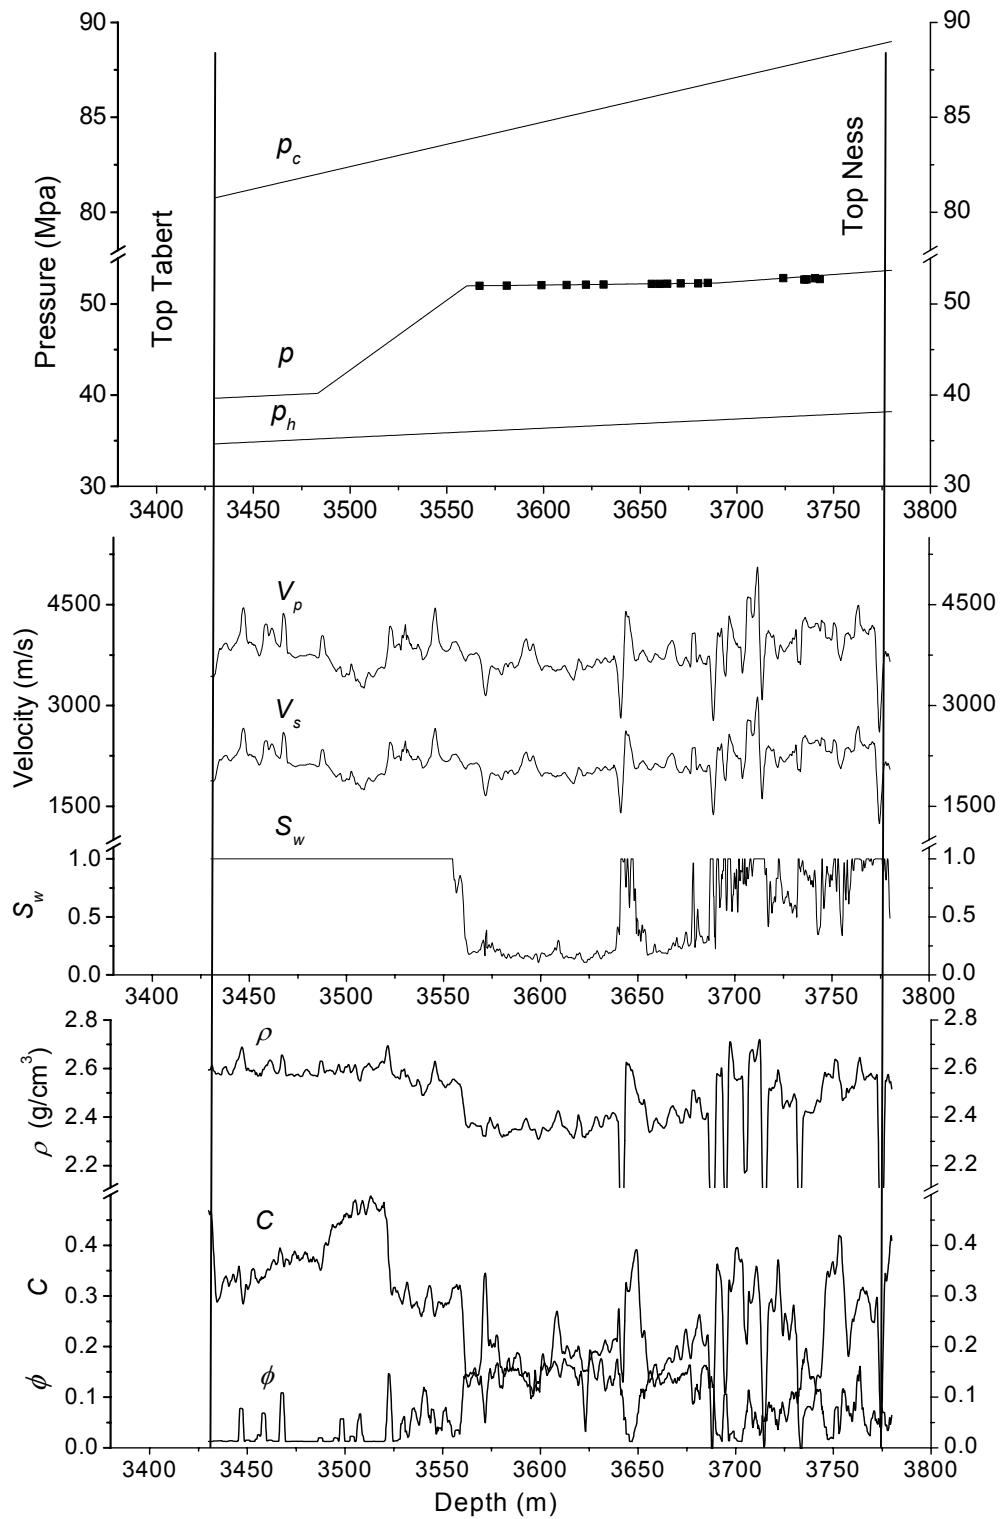 90 90
85 85
80 80
50 50
40 40
30 30
Pressure (Mpa)
Top Tabert
Top Ness
p_c
p
p_h
3400 3450 3500 3550 3600 3650 3700 3750 3800
4500 4500
3000 3000
1500 1500
Velocity (m/s)
V_p
V_s
S_w
1.0 1.0
0.5 0.5
0.0 0.0
S_w
3400 3450 3500 3550 3600 3650 3700 3750 3800
2.8 2.8
2.6 2.6
2.4 2.4
2.2 2.2
ρ (g/cm³)
ρ
C
0.4 0.4
0.3 0.3
0.2 0.2
0.1 0.1
0.0 0.0
C
ϕ
ϕ
3400 3450 3500 3550 3600 3650 3700 3750 3800
Depth (m)